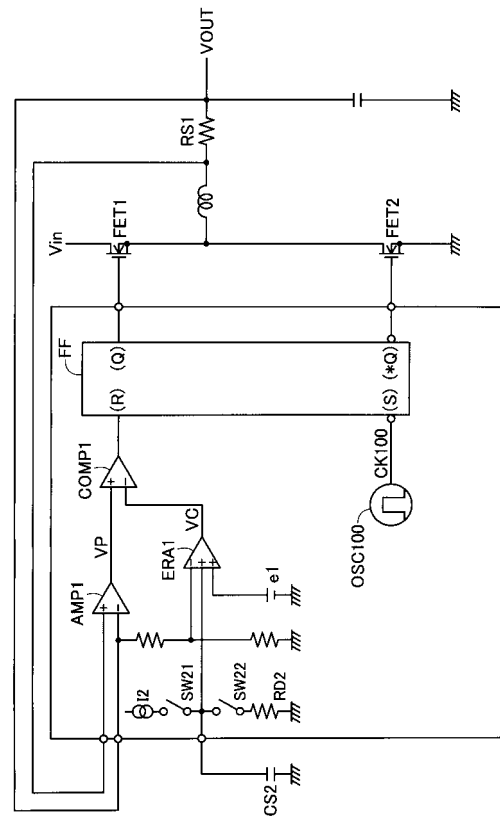 VOUT
RS1
Vin
FET1
FET2
FF
(R) (Q)
(S) (*Q)
COMP1
CK100
OSC100
VP
VC
AMP1
ERA1
e1
+
-
+
-
-
+
+
I2
SW21
SW22
RD2
CS2